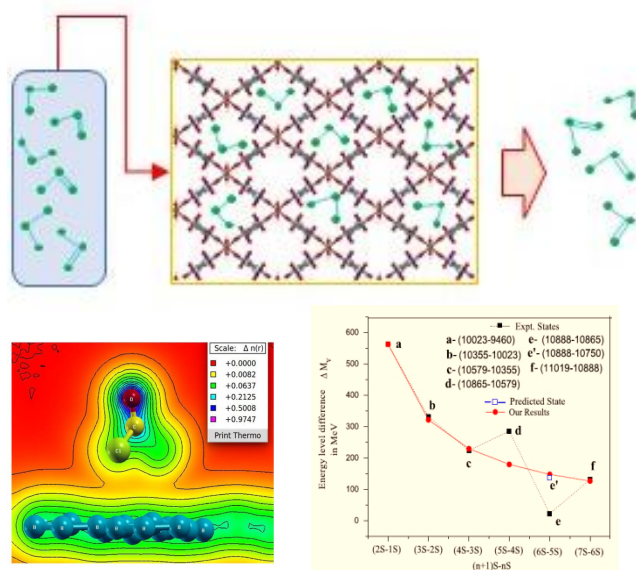 Scale: Δ n(r)
+0.0000
+0.0082
+0.0637
+0.2125
+0.5008
+0.9747
Print Thermo
Energy level difference Δ M_V
in MeV
600
500
400
300
200
100
0
Expt. States
a- (10023-9460) e- (10888-10865)
b- (10355-10023) e'- (10888-10750)
c- (10579-10355) f- (11019-10888)
d- (10865-10579)
Predicted State
Our Results
a
b
c
d
e'
e
f
(2S-1S) (3S-2S) (4S-3S) (5S-4S) (6S-5S) (7S-6S)
(n+1)S-nS